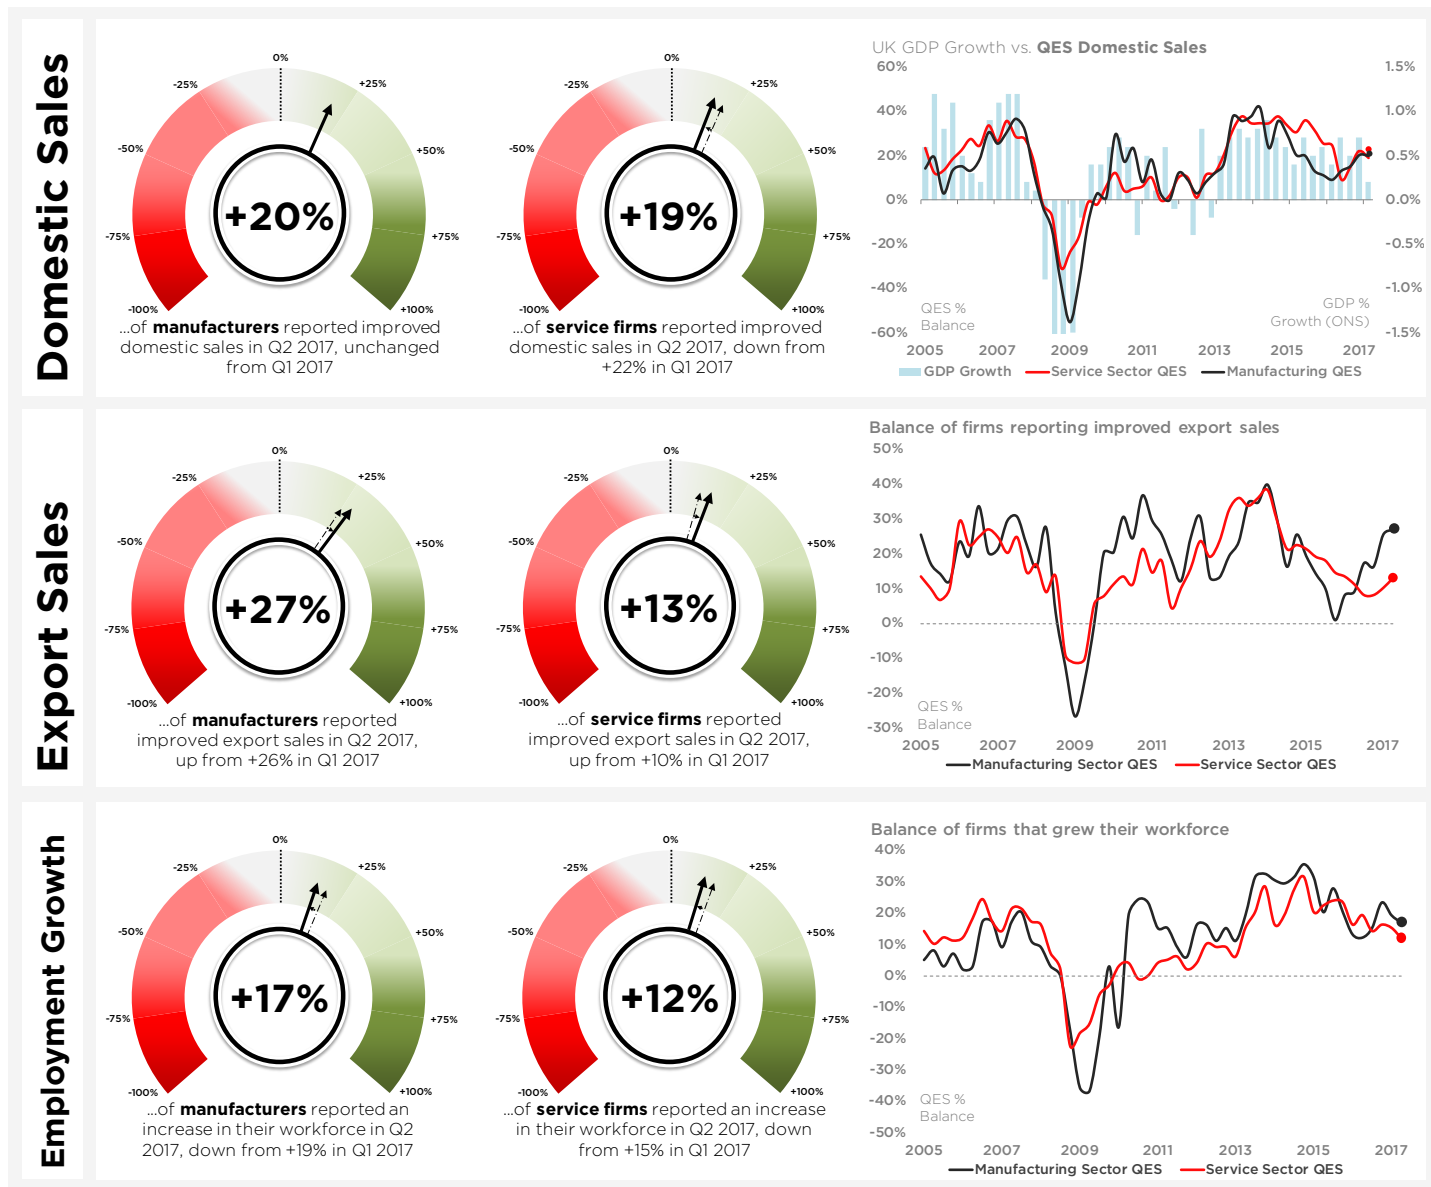 Domestic Sales
0%
-25%
+25%
-50%
+50%
-75%
+75%
-100%
+100%
+20%
...of manufacturers reported improved
domestic sales in Q2 2017, unchanged
from Q1 2017
0%
-25%
+25%
-50%
+50%
-75%
+75%
-100%
+100%
+19%
...of service firms reported improved
domestic sales in Q2 2017, down from
+22% in Q1 2017
UK GDP Growth vs. QES Domestic Sales
60%
40%
20%
0%
-20%
-40%
-60%
1.5%
1.0%
0.5%
0.0%
-0.5%
-1.0%
-1.5%
QES %
Balance
GDP %
Growth (ONS)
2005 2007 2009 2011 2013 2015 2017
GDP Growth Service Sector QES Manufacturing QES
Export Sales
0%
-25%
+25%
-50%
+50%
-75%
+75%
-100%
+100%
+27%
...of manufacturers reported
improved export sales in Q2 2017,
up from +26% in Q1 2017
0%
-25%
+25%
-50%
+50%
-75%
+75%
-100%
+100%
+13%
...of service firms reported
improved export sales in Q2 2017,
up from +10% in Q1 2017
Balance of firms reporting improved export sales
50%
40%
30%
20%
10%
0%
-10%
-20%
-30%
QES %
Balance
2005 2007 2009 2011 2013 2015 2017
Manufacturing Sector QES Service Sector QES
Employment Growth
0%
-25%
+25%
-50%
+50%
-75%
+75%
-100%
+100%
+17%
...of manufacturers reported an
increase in their workforce in Q2
2017, down from +19% in Q1 2017
0%
-25%
+25%
-50%
+50%
-75%
+75%
-100%
+100%
+12%
...of service firms reported an increase
in their workforce in Q2 2017, down
from +15% in Q1 2017
Balance of firms that grew their workforce
40%
30%
20%
10%
0%
-10%
-20%
-30%
-40%
-50%
QES %
Balance
2005 2007 2009 2011 2013 2015 2017
Manufacturing Sector QES Service Sector QES